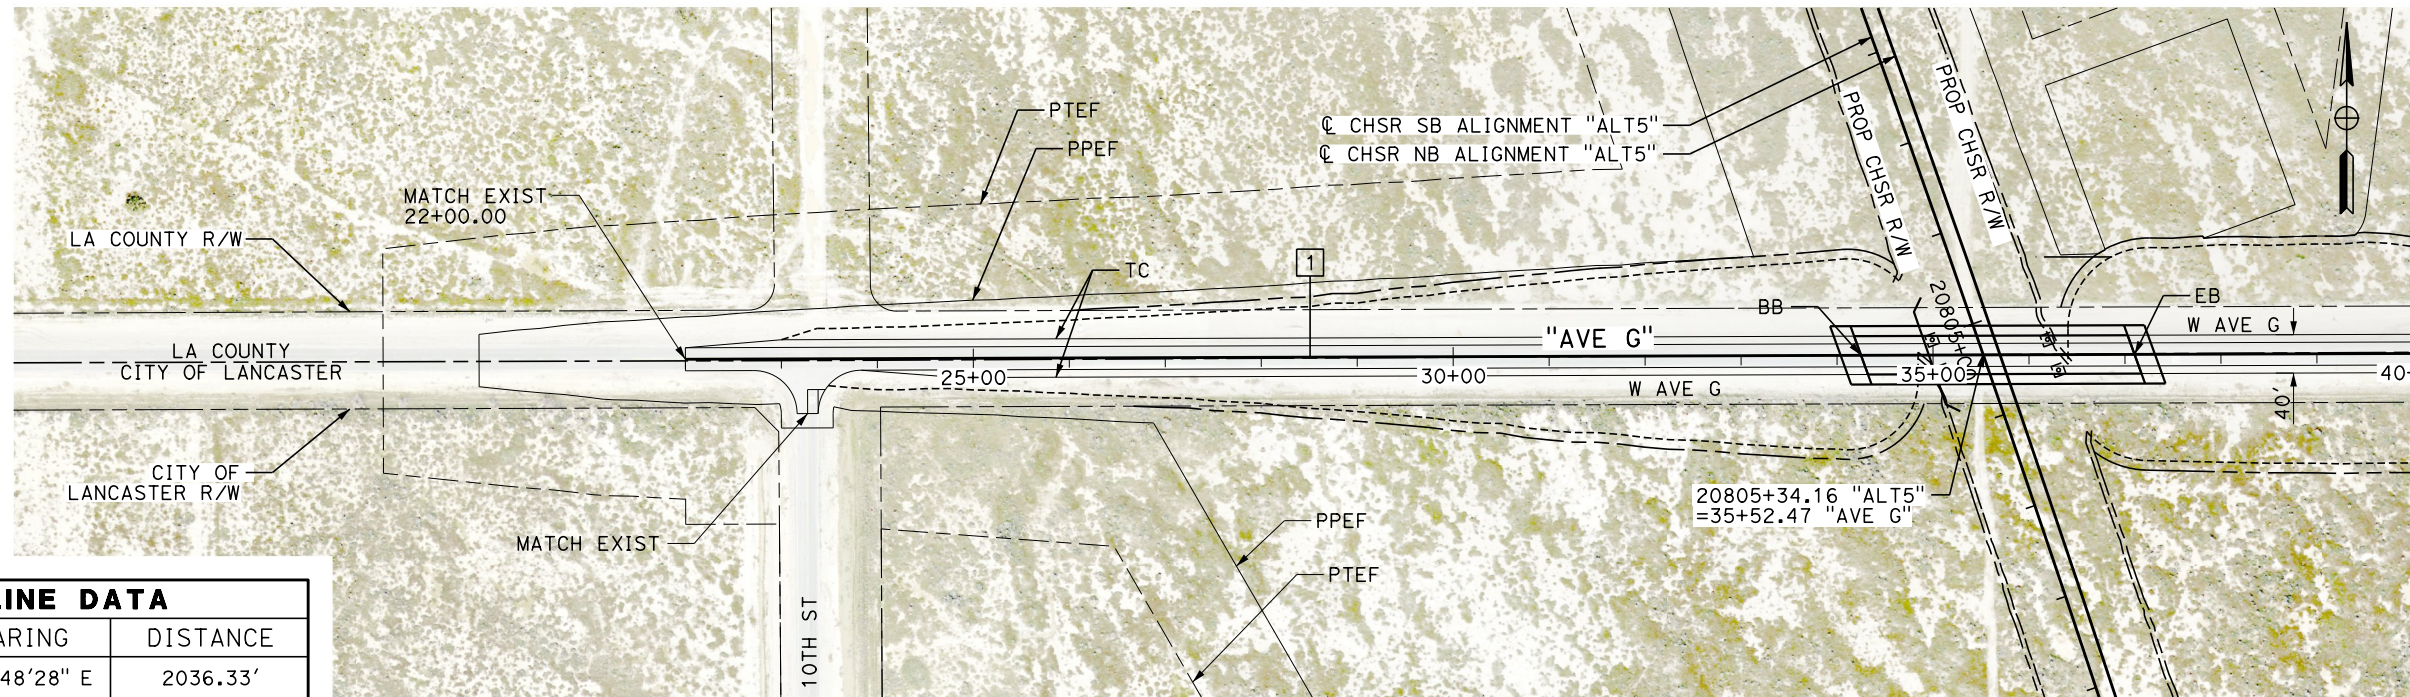 PTEF
PPEF
℄ CHSR SB ALIGNMENT "ALT5"
℄ CHSR NB ALIGNMENT "ALT5"
PROP CHSR R/W
PROP CHSR R/W
MATCH EXIST
22+00.00
LA COUNTY R/W
TC
1
20805+00
BB
EB
"AVE G"
W AVE G
LA COUNTY
CITY OF LANCASTER
25+00
30+00
35+00
40+
W AVE G
40'
CITY OF
LANCASTER R/W
MATCH EXIST
20805+34.16 "ALT5"
=35+52.47 "AVE G"
PPEF
PTEF
10TH ST
LINE DATA
ARING
DISTANCE
48'28" E
2036.33'